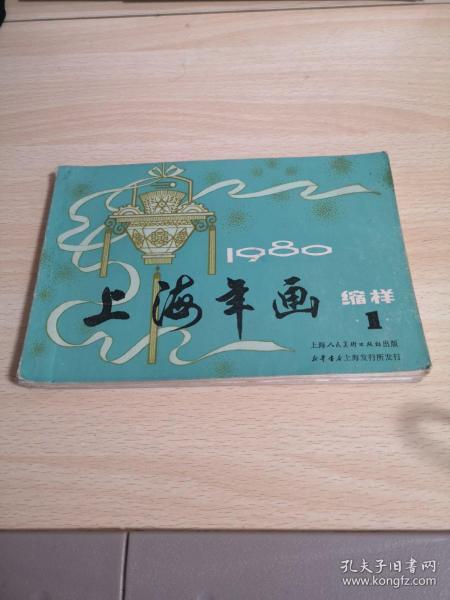 1980
上海年画
缩样
1
上海人民美术出版社出版
新华书店上海发行所发行
孔夫子旧书网
www.kongfz.com